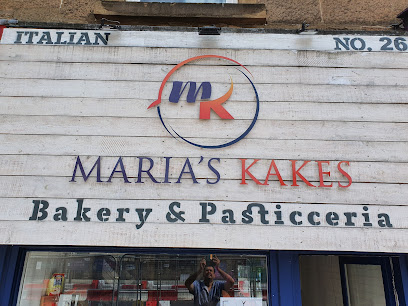 ITALIAN NO. 26
mK
MARIA'S KAKES
Bakery & Pasticceria